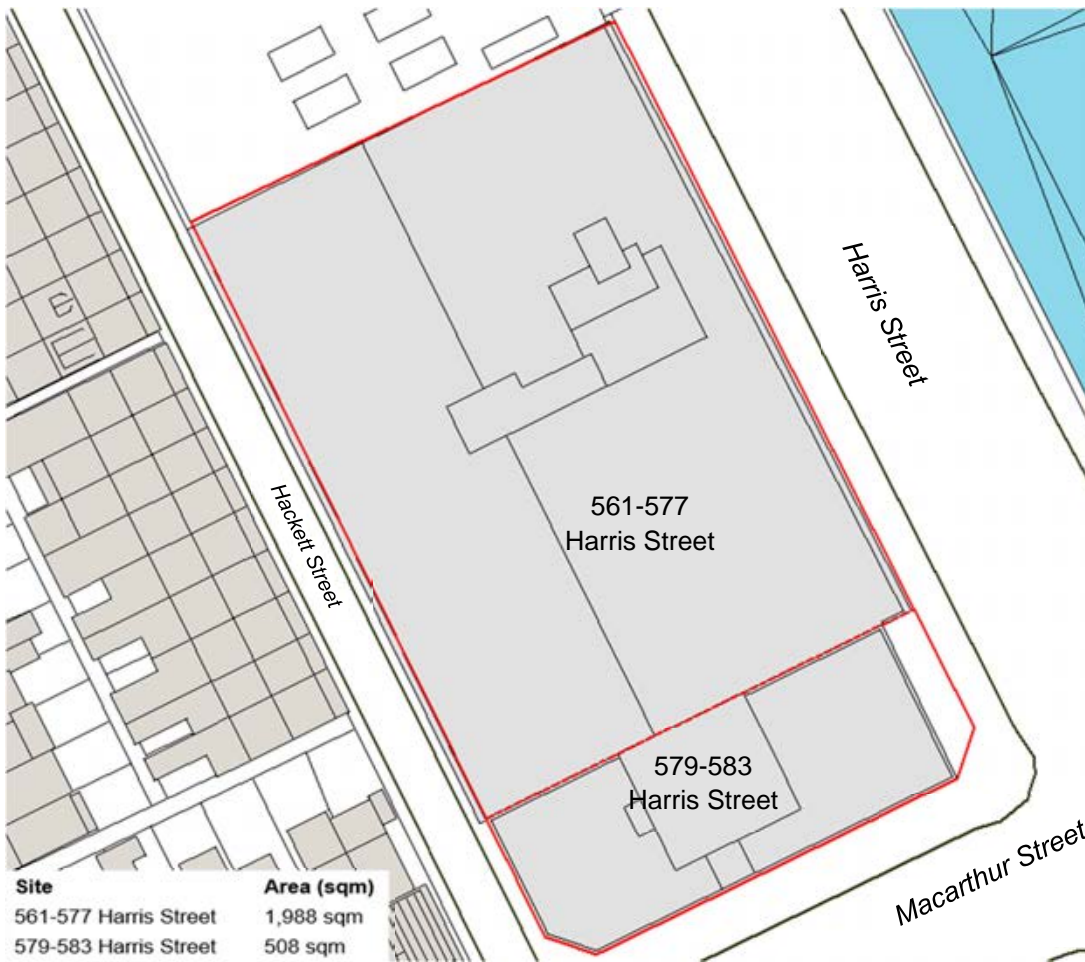 Harris Street
561-577
Harris Street
Hackett Street
579-583
Harris Street
Macarthur Street
Site Area (sqm)
561-577 Harris Street 1,988 sqm
579-583 Harris Street 508 sqm